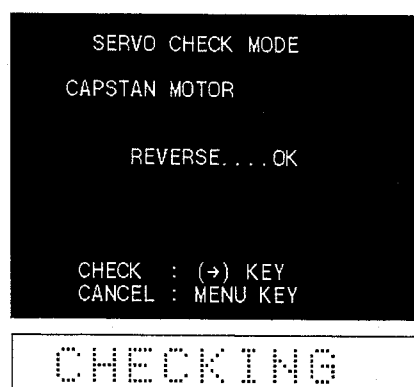 SERVO CHECK MODE
CAPSTAN MOTOR
REVERSE....OK
CHECK : (→) KEY
CANCEL : MENU KEY
CHECKING